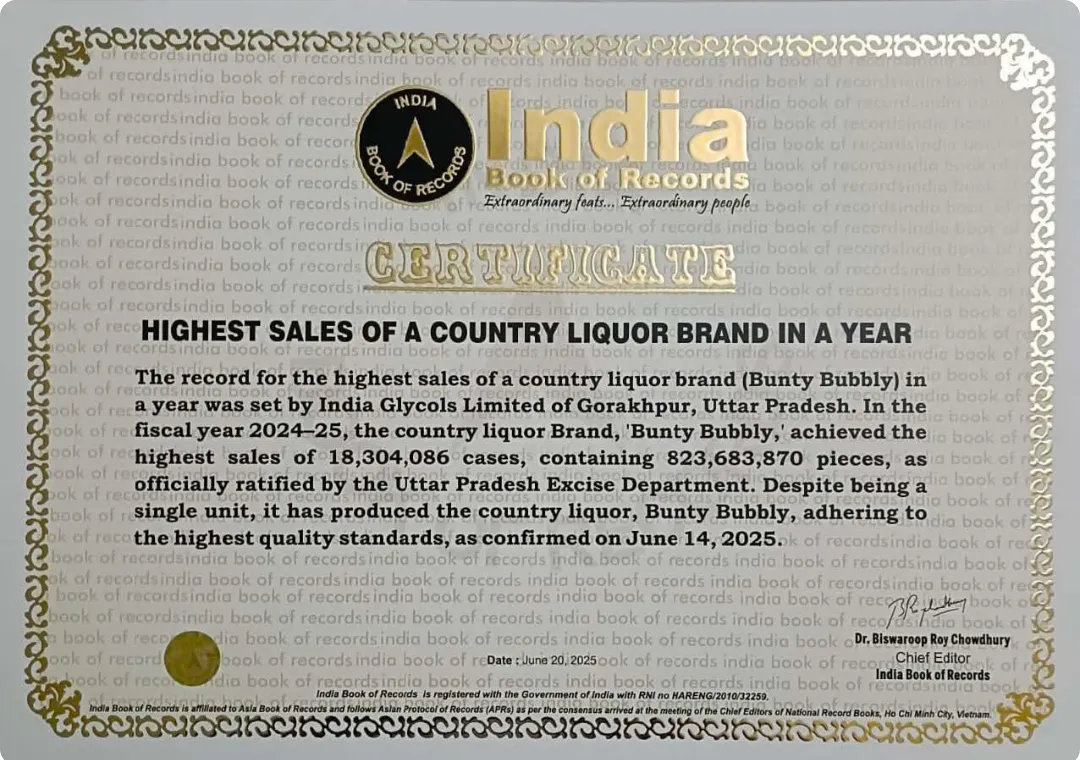 INDIA
BOOK OF RECORDS
India
Book of Records
Extraordinary feats... Extraordinary people
CERTIFICATE
HIGHEST SALES OF A COUNTRY LIQUOR BRAND IN A YEAR
The record for the highest sales of a country liquor brand (Bunty Bubbly) in
a year was set by India Glycols Limited of Gorakhpur, Uttar Pradesh. In the
fiscal year 2024–25, the country liquor Brand, 'Bunty Bubbly,' achieved the
highest sales of 18,304,086 cases, containing 823,683,870 pieces, as
officially ratified by the Uttar Pradesh Excise Department. Despite being a
single unit, it has produced the country liquor, Bunty Bubbly, adhering to
the highest quality standards, as confirmed on June 14, 2025.
Dr. Biswaroop Roy Chowdhury
Chief Editor
India Book of Records
Date : June 20, 2025
India Book of Records is registered with the Government of India with RNI no HARENG/2010/32259.
India Book of Records is affiliated to Asia Book of Records and follows Asian Protocol of Records (APRs) as per the consensus arrived at the meeting of the Chief Editors of National Record Books, Ho Chi Minh City, Vietnam.